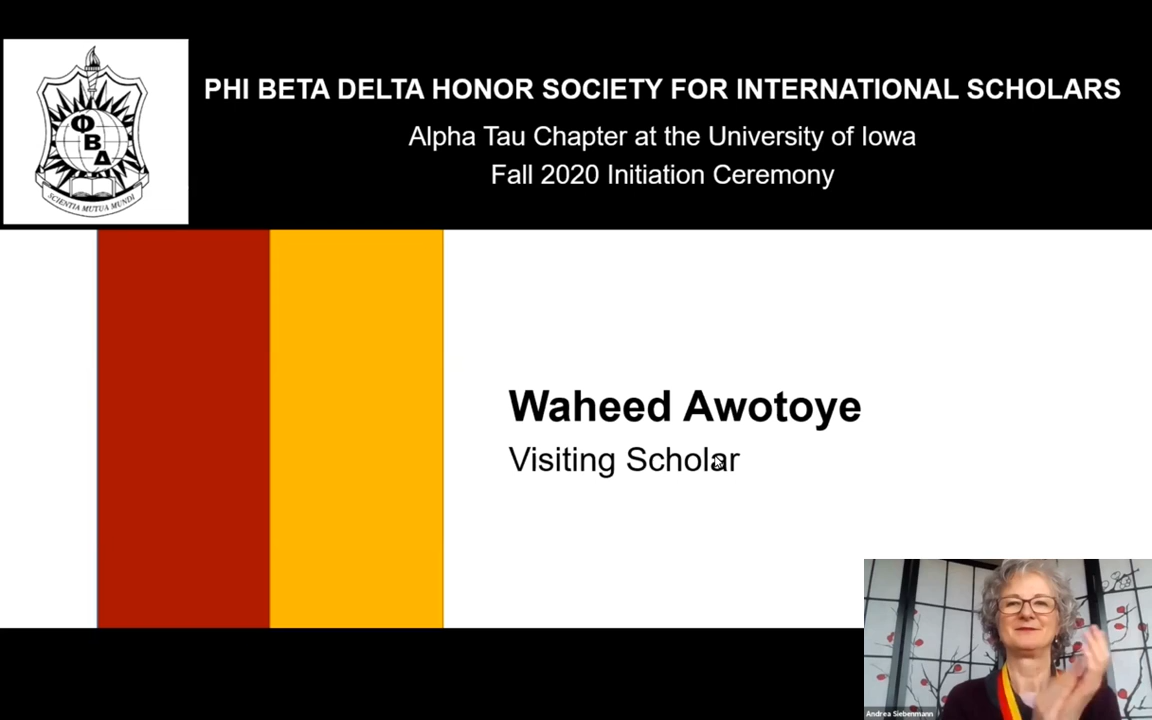 PHI BETA DELTA HONOR SOCIETY FOR INTERNATIONAL SCHOLARS
Alpha Tau Chapter at the University of Iowa
Fall 2020 Initiation Ceremony
Φ
Β
Δ
SCIENTIA MUTUA MUNDI
Waheed Awotoye
Visiting Scholar
Andrea Siebenmann